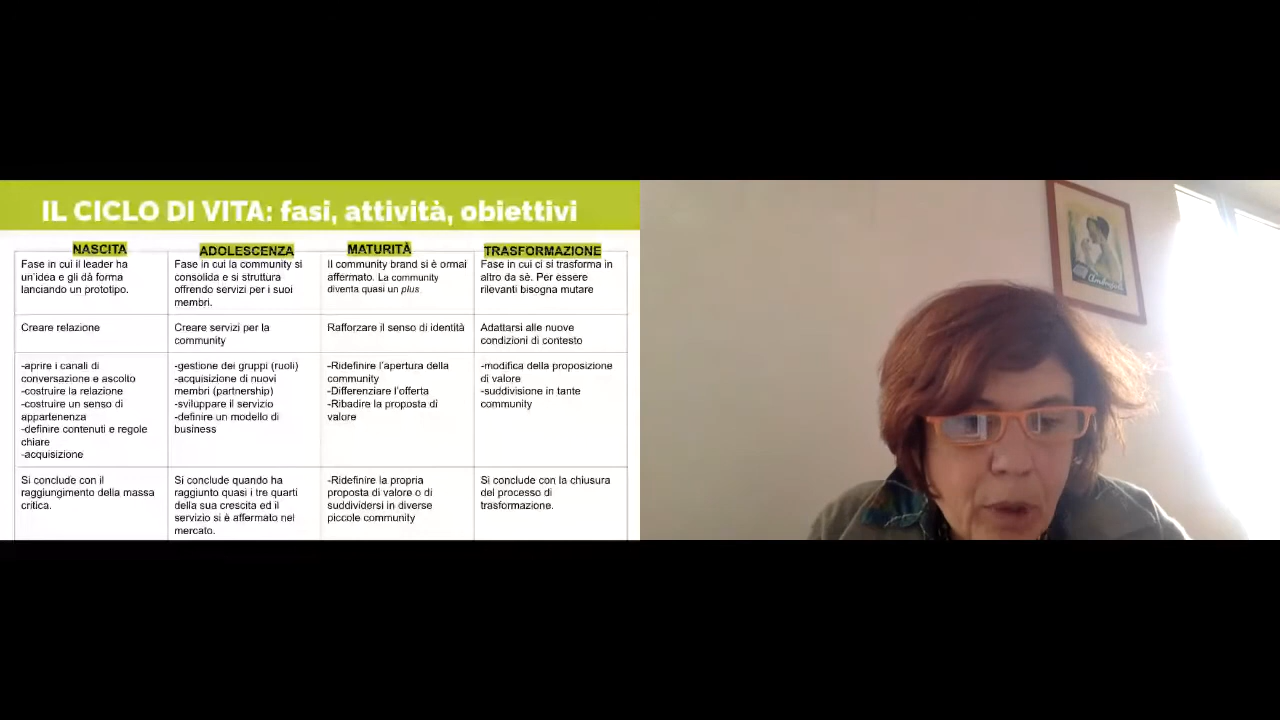 IL CICLO DI VITA: fasi, attività, obiettivi
NASCITA
Fase in cui il leader ha
un'idea e gli dà forma
lanciando un prototipo.
Creare relazione
-aprire i canali di
conversazione e ascolto
-costruire la relazione
-costruire un senso di
appartenenza
-definire contenuti e regole
chiare
-acquisizione
Si conclude con il
raggiungimento della massa
critica.
ADOLESCENZA
Fase in cui la community si
consolida e si struttura
offrendo servizi per i suoi
membri.
Creare servizi per la
community
-gestione dei gruppi (ruoli)
-acquisizione di nuovi
membri (partnership)
-sviluppare il servizio
-definire un modello di
business
Si conclude quando ha
raggiunto quasi i tre quarti
della sua crescita ed il
servizio si è affermato nel
mercato.
MATURITÀ
Il community brand si è ormai
affermato. La community
diventa quasi un plus
Rafforzare il senso di identità
-Ridefinire l'apertura della
community
-Differenziare l'offerta
-Ribadire la proposta di
valore
-Ridefinire la propria
proposta di valore o di
suddividersi in diverse
piccole community
TRASFORMAZIONE
Fase in cui ci si trasforma in
altro da sè. Per essere
rilevanti bisogna mutare
Adattarsi alle nuove
condizioni di contesto
-modifica della proposizione
di valore
-suddivisione in tante
community
Si conclude con la chiusura
del processo di
trasformazione.